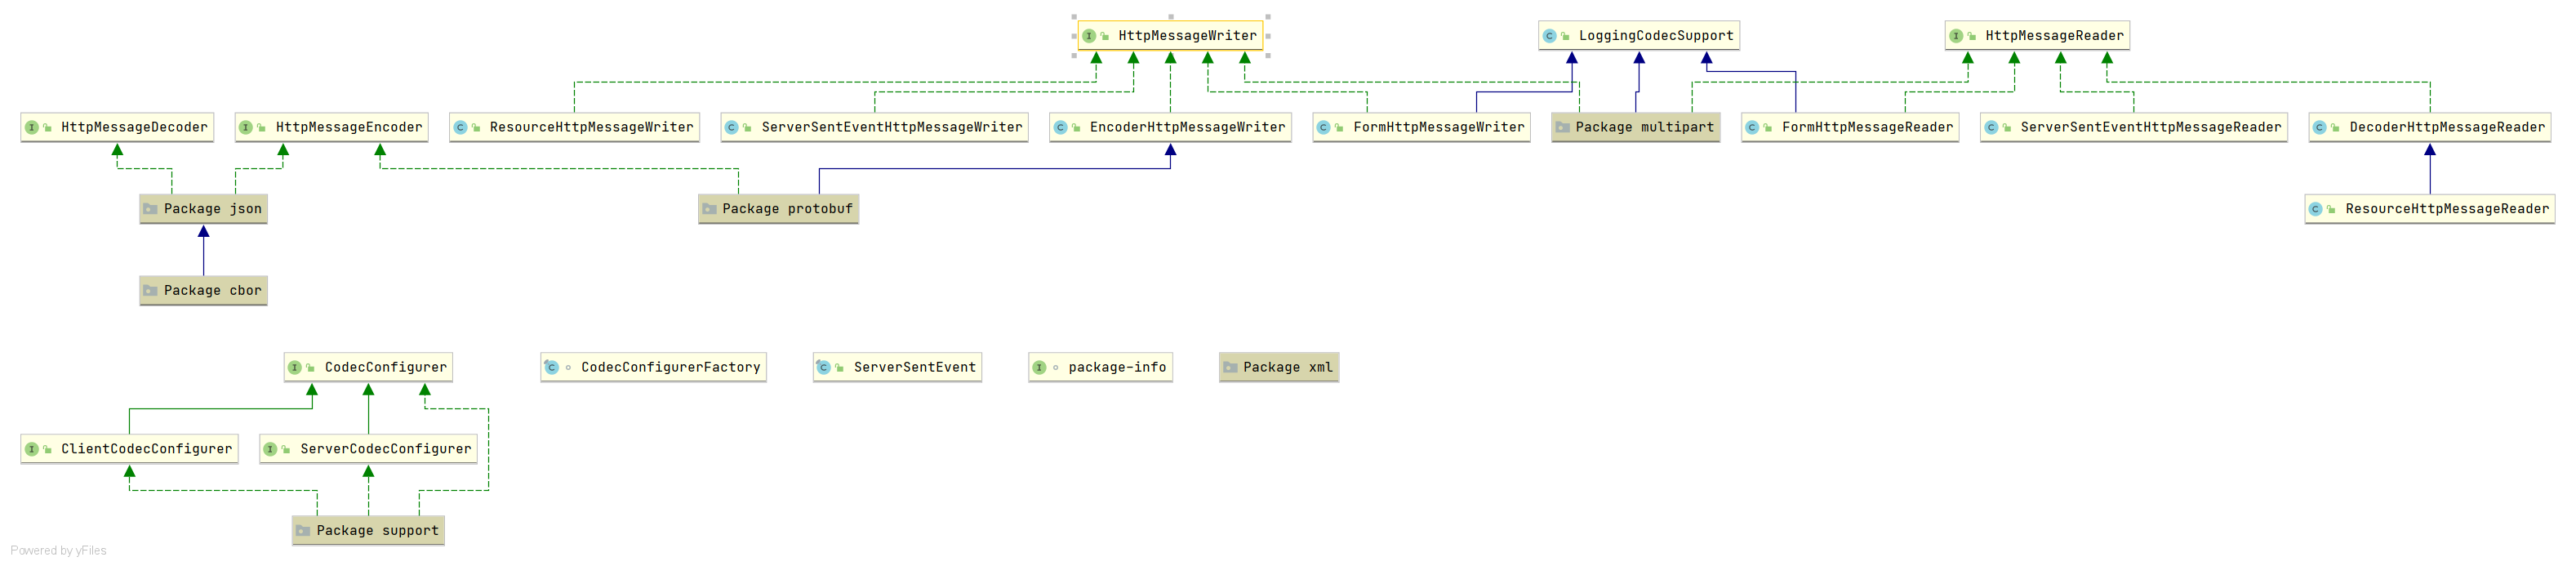 HttpMessageWriter
LoggingCodecSupport
HttpMessageReader
HttpMessageDecoder
HttpMessageEncoder
ResourceHttpMessageWriter
ServerSentEventHttpMessageWriter
EncoderHttpMessageWriter
FormHttpMessageWriter
Package multipart
FormHttpMessageReader
ServerSentEventHttpMessageReader
DecoderHttpMessageReader
Package json
Package protobuf
ResourceHttpMessageReader
Package cbor
CodecConfigurer
CodecConfigurerFactory
ServerSentEvent
package-info
Package xml
ClientCodecConfigurer
ServerCodecConfigurer
Package support
Powered by yFiles